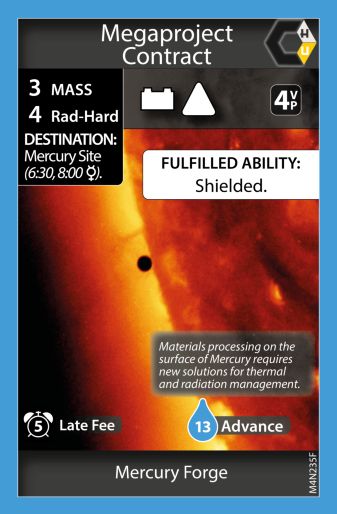 Megaproject
Contract
H
U
3 MASS
4 Rad-Hard
DESTINATION:
Mercury Site
(6:30, 8:00 ☿).
4 VP
FULFILLED ABILITY:
Shielded.
Materials processing on the
surface of Mercury requires
new solutions for thermal
and radiation management.
5 Late Fee
13 Advance
Mercury Forge
M4N235F